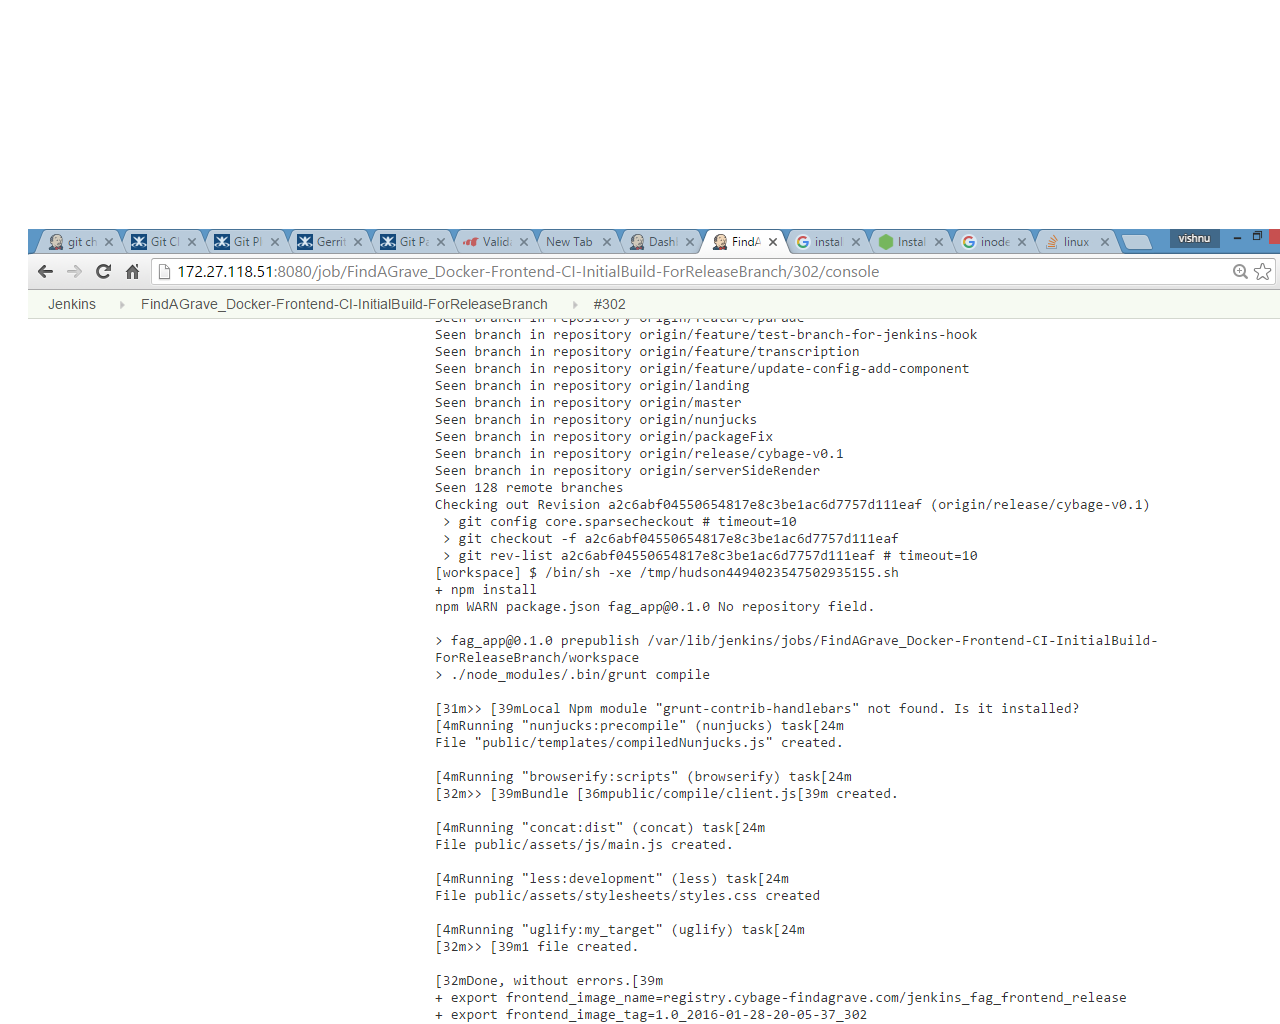 git ch
Git Cl
Git Pl
Gerrit
Git Pa
Valida
New Tab
Dash
FindA
instal
Instal
inode
linux
vishnu
172.27.118.51:8080/job/FindAGrave_Docker-Frontend-CI-InitialBuild-ForReleaseBranch/302/console
Jenkins FindAGrave_Docker-Frontend-CI-InitialBuild-ForReleaseBranch #302
Seen branch in repository origin/feature/parade
Seen branch in repository origin/feature/test-branch-for-jenkins-hook
Seen branch in repository origin/feature/transcription
Seen branch in repository origin/feature/update-config-add-component
Seen branch in repository origin/landing
Seen branch in repository origin/master
Seen branch in repository origin/nunjucks
Seen branch in repository origin/packageFix
Seen branch in repository origin/release/cybage-v0.1
Seen branch in repository origin/serverSideRender
Seen 128 remote branches
Checking out Revision a2c6abf04550654817e8c3be1ac6d7757d111eaf (origin/release/cybage-v0.1)
 > git config core.sparsecheckout # timeout=10
 > git checkout -f a2c6abf04550654817e8c3be1ac6d7757d111eaf
 > git rev-list a2c6abf04550654817e8c3be1ac6d7757d111eaf # timeout=10
[workspace] $ /bin/sh -xe /tmp/hudson4494023547502935155.sh
+ npm install
npm WARN package.json fag_app@0.1.0 No repository field.
> fag_app@0.1.0 prepublish /var/lib/jenkins/jobs/FindAGrave_Docker-Frontend-CI-InitialBuild-
ForReleaseBranch/workspace
> ./node_modules/.bin/grunt compile
[31m>> [39mLocal Npm module "grunt-contrib-handlebars" not found. Is it installed?
[4mRunning "nunjucks:precompile" (nunjucks) task[24m
File "public/templates/compiledNunjucks.js" created.
[4mRunning "browserify:scripts" (browserify) task[24m
[32m>> [39mBundle [36mpublic/compile/client.js[39m created.
[4mRunning "concat:dist" (concat) task[24m
File public/assets/js/main.js created.
[4mRunning "less:development" (less) task[24m
File public/assets/stylesheets/styles.css created
[4mRunning "uglify:my_target" (uglify) task[24m
[32m>> [39m1 file created.
[32mDone, without errors.[39m
+ export frontend_image_name=registry.cybage-findagrave.com/jenkins_fag_frontend_release
+ export frontend_image_tag=1.0_2016-01-28-20-05-37_302